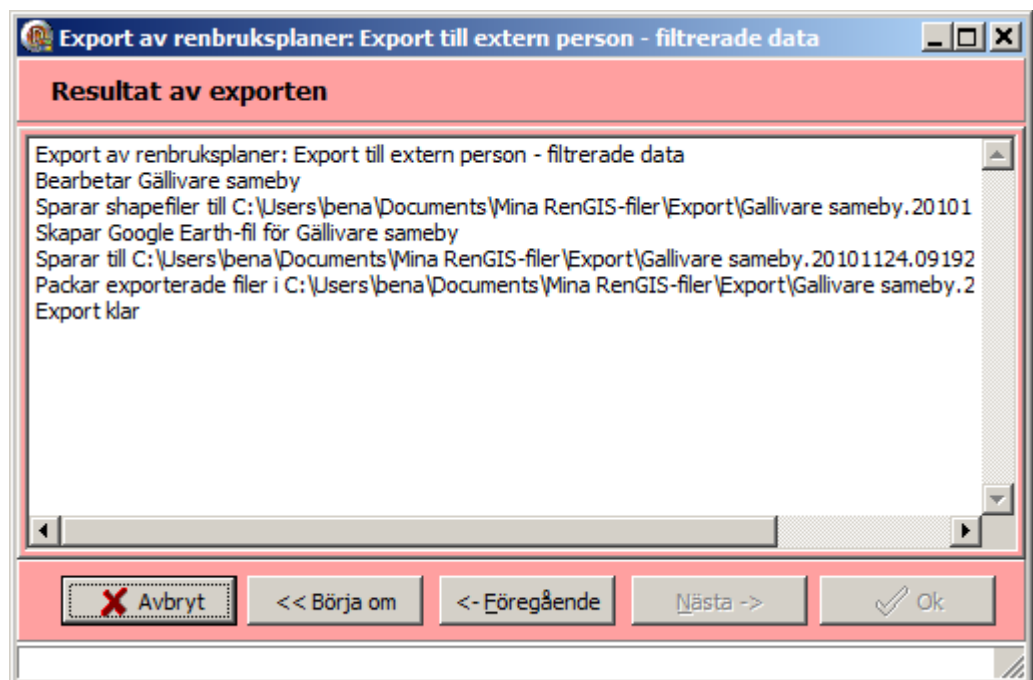 Export av renbruksplaner: Export till extern person - filtrerade data
Resultat av exporten
Export av renbruksplaner: Export till extern person - filtrerade data
Bearbetar Gällivare sameby
Sparar shapefiler till C:\Users\bena\Documents\Mina RenGIS-filer\Export\Gallivare sameby.20101
Skapar Google Earth-fil för Gällivare sameby
Sparar till C:\Users\bena\Documents\Mina RenGIS-filer\Export\Gallivare sameby.20101124.09192
Packar exporterade filer i C:\Users\bena\Documents\Mina RenGIS-filer\Export\Gallivare sameby.2
Export klar
Avbryt << Börja om <- Föregående Nästa -> Ok